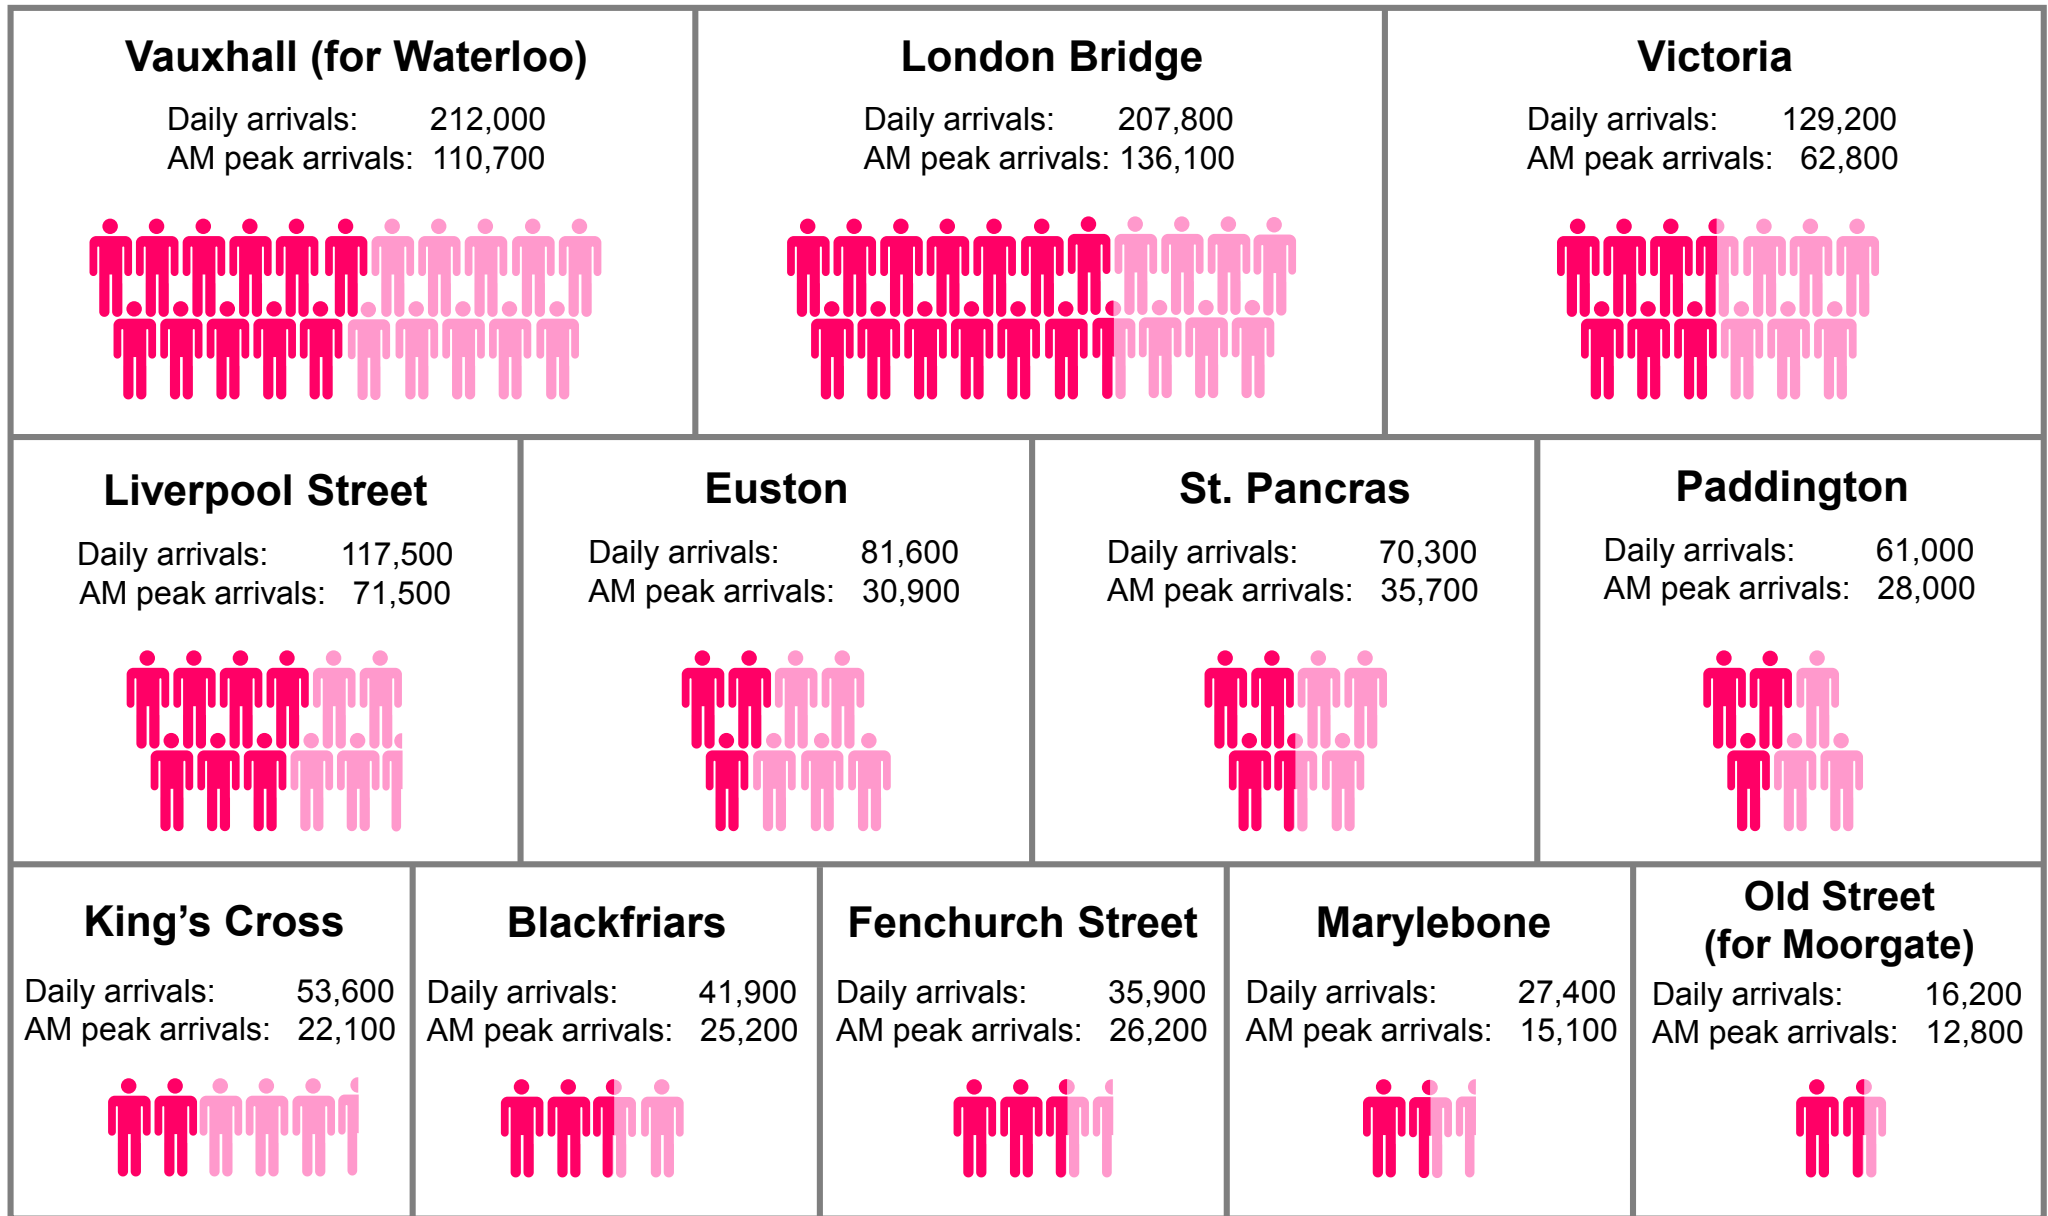 Vauxhall (for Waterloo)
Daily arrivals: 212,000
AM peak arrivals: 110,700
London Bridge
Daily arrivals: 207,800
AM peak arrivals: 136,100
Victoria
Daily arrivals: 129,200
AM peak arrivals: 62,800
Liverpool Street
Daily arrivals: 117,500
AM peak arrivals: 71,500
Euston
Daily arrivals: 81,600
AM peak arrivals: 30,900
St. Pancras
Daily arrivals: 70,300
AM peak arrivals: 35,700
Paddington
Daily arrivals: 61,000
AM peak arrivals: 28,000
King’s Cross
Daily arrivals: 53,600
AM peak arrivals: 22,100
Blackfriars
Daily arrivals: 41,900
AM peak arrivals: 25,200
Fenchurch Street
Daily arrivals: 35,900
AM peak arrivals: 26,200
Marylebone
Daily arrivals: 27,400
AM peak arrivals: 15,100
Old Street
(for Moorgate)
Daily arrivals: 16,200
AM peak arrivals: 12,800